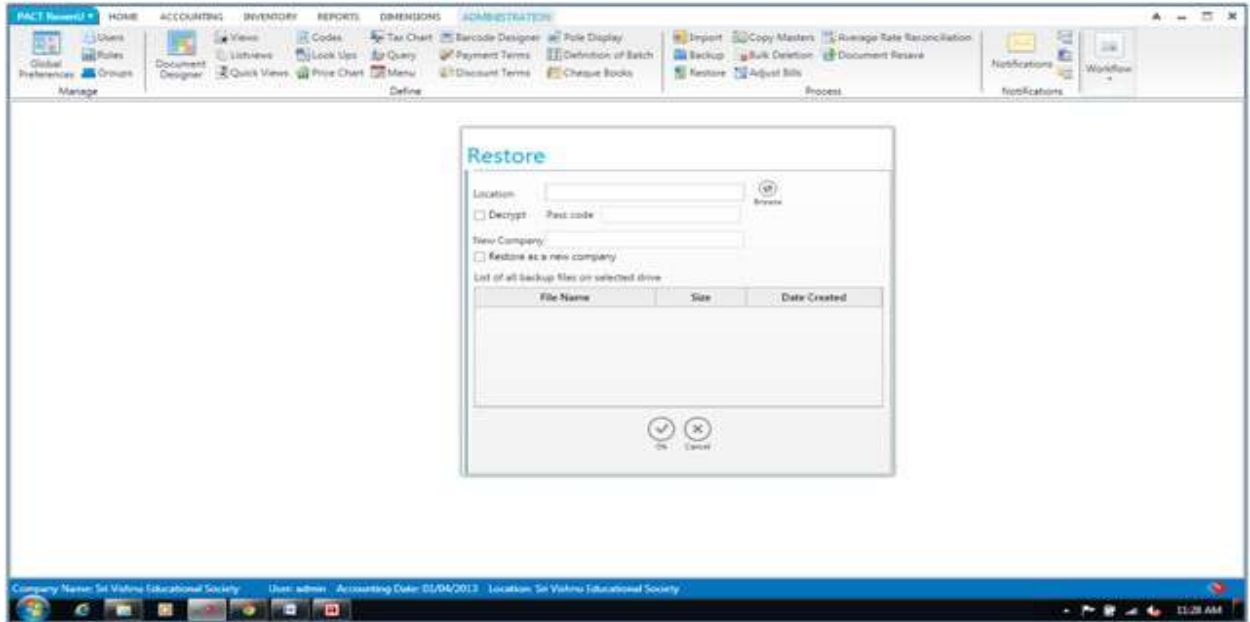 PACT RevenU HOME ACCOUNTING INVENTORY REPORTS DIMENSIONS ADMINISTRATION
Users Views Codes Tax Chart Barcode Designer Pole Display Import Copy Masters Average Rate Reconciliation
Roles Listviews Look Ups Query Payment Terms Definition of Batch Backup Bulk Deletion Document Resave
Global Preferences Groups Document Designer Quick Views Price Chart Menu Discount Terms Cheque Books Restore Adjust Bills Notifications Workflow
Manage Define Process Notifications
Restore
Location
Browse
Decrypt Pass code
New Company
Restore as a new company
List of all backup files on selected drive
File Name Size Date Created
Ok Cancel
Company Name: Sri Vishnu Educational Society User: admin Accounting Date: 01/04/2013 Location: Sri Vishnu Educational Society
11:28 AM